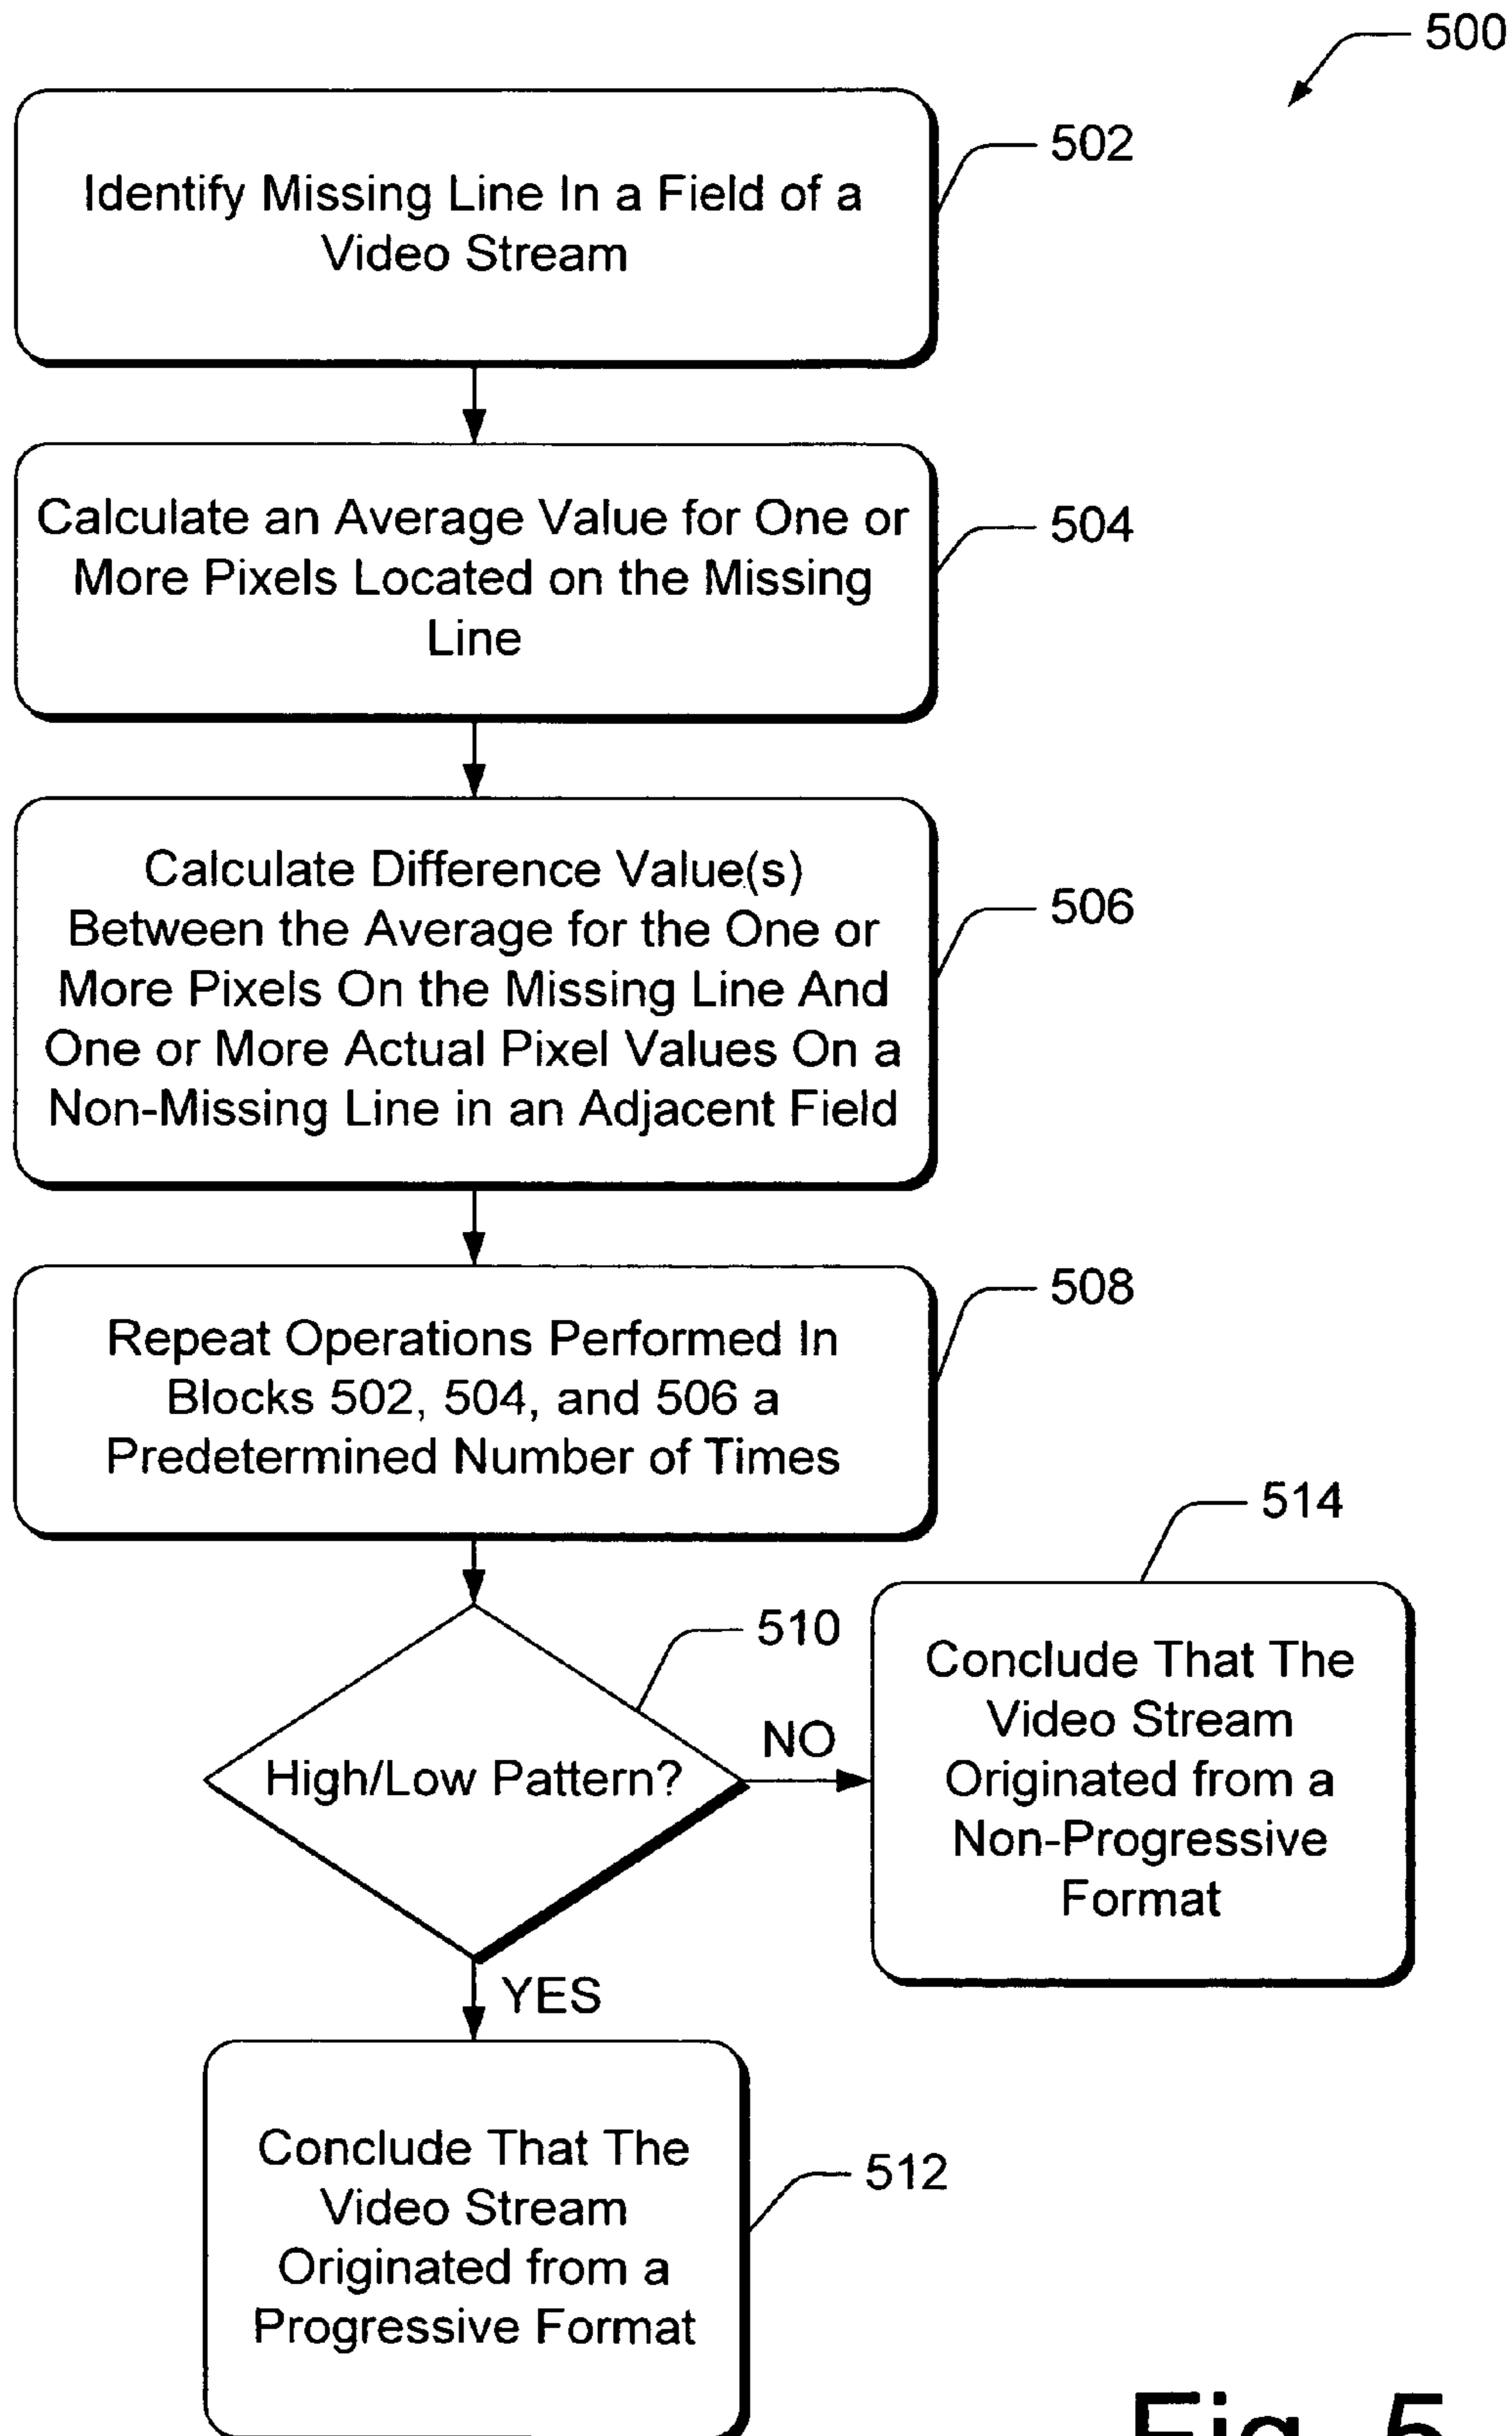 500
Identify Missing Line In a Field of a
Video Stream
502
Calculate an Average Value for One or
More Pixels Located on the Missing
Line
504
Calculate Difference Value(s)
Between the Average for the One or
More Pixels On the Missing Line And
One or More Actual Pixel Values On a
Non-Missing Line in an Adjacent Field
506
Repeat Operations Performed In
Blocks 502, 504, and 506 a
Predetermined Number of Times
508
High/Low Pattern?
510
NO
514
Conclude That The
Video Stream
Originated from a
Non-Progressive
Format
YES
Conclude That The
Video Stream
Originated from a
Progressive Format
512
Fig. 5